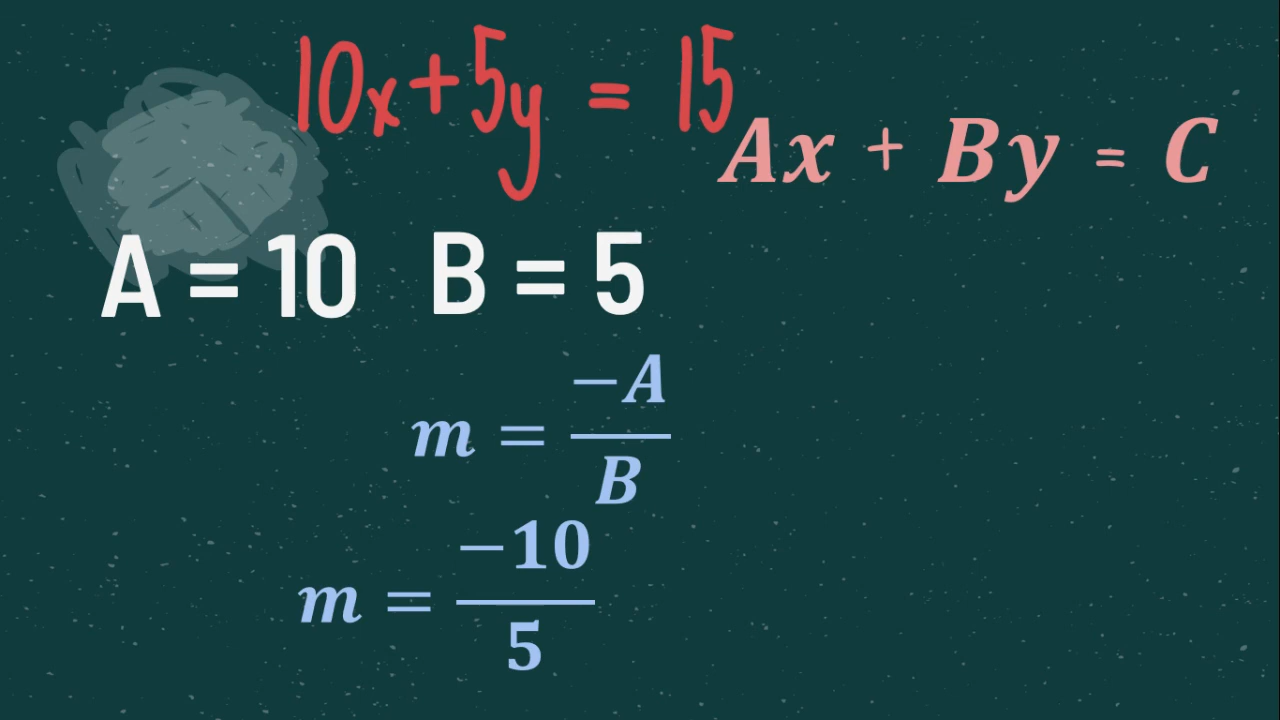 10x+5y = 15
Ax + By = C
A = 10 B = 5
m = −A/B
m = −10/5